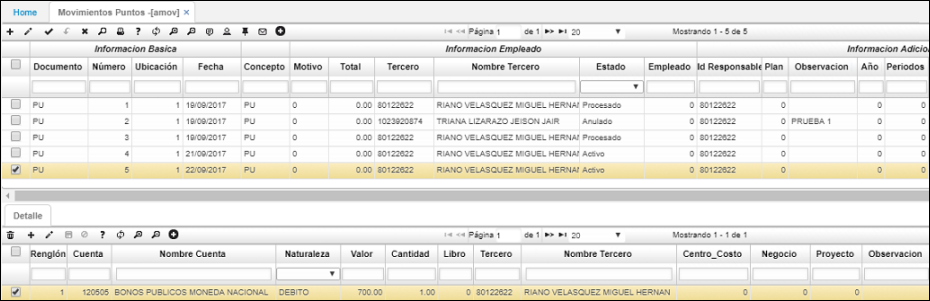 Home Movimientos Puntos -[amov] ×
Página 1 de 1 20 Mostrando 1 - 5 de 5
Informacion Basica Informacion Empleado Informacion Adicio
Documento Número Ubicación Fecha Concepto Motivo Total Tercero Nombre Tercero Estado Empleado Id Responsable Plan Observacion Año Periodos
PU 1 1 19/09/2017 PU 0 0.00 80122622 RIANO VELASQUEZ MIGUEL HERNAN Procesado 0 80122622 0 0 0
PU 2 1 19/09/2017 PU 0 0.00 1023920874 TRIANA LIZARAZO JEISON JAIR Anulado 0 80122622 0 PRUEBA 1 0 0
PU 3 1 19/09/2017 PU 0 0.00 80122622 RIANO VELASQUEZ MIGUEL HERNAN Procesado 0 80122622 0 0 0
PU 4 1 21/09/2017 PU 0 0.00 80122622 RIANO VELASQUEZ MIGUEL HERNAN Activo 0 80122622 0 0 0
PU 5 1 22/09/2017 PU 0 0.00 80122622 RIANO VELASQUEZ MIGUEL HERNAN Activo 0 80122622 0 0 0
Detalle
Página 1 de 1 20 Mostrando 1 - 1 de 1
Renglón Cuenta Nombre Cuenta Naturaleza Valor Cantidad Libro Tercero Nombre Tercero Centro_Costo Negocio Proyecto Observacion
1 120505 BONOS PUBLICOS MONEDA NACIONAL DEBITO 700.00 1.00 0 80122622 RIANO VELASQUEZ MIGUEL HERNAN 0 0 0